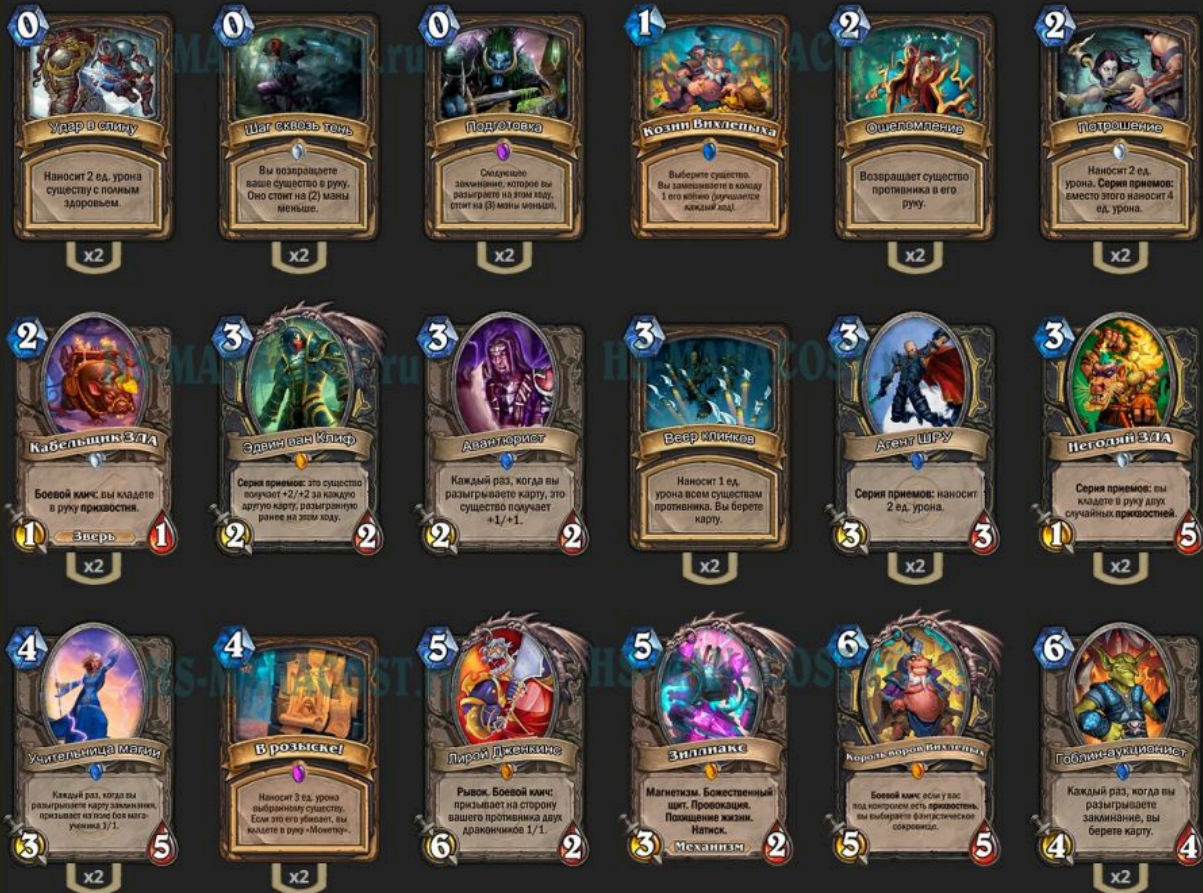 0
Удар в спину
Наносит 2 ед. урона
существу с полным
здоровьем.
x2
0
Шаг сквозь тень
Вы возвращаете
ваше существо в руку.
Оно стоит на (2) маны
меньше.
x2
0
Подготовка
Следующее
заклинание, которое вы
разыграете на этом ходу,
стоит на (3) маны меньше.
x2
1
Козни Вихлепыха
Выберите существо.
Вы замешиваете в колоду
1 его копию (улучшается
каждый ход).
2
Ошеломление
Возвращает существо
противника в его
руку.
2
Потрошение
Наносит 2 ед.
урона. Серия приемов:
вместо этого наносит 4
ед. урона.
x2
2
Кабельщик ЗЛА
Боевой клич: вы кладете
в руку прихвостня.
1 Зверь 1
x2
3
Эдвин ван Клиф
Серия приемов: это существо
получает +2/+2 за каждую
другую карту, разыгранную
ранее на этом ходу.
2 2
3
Авантюрист
Каждый раз, когда вы
разыгрываете карту, это
существо получает
+1/+1.
2 2
3
Веер клинков
Наносит 1 ед.
урона всем существам
противника. Вы берете
карту.
x2
3
Агент ШРУ
Серия приемов: наносит
2 ед. урона.
3 3
x2
3
Негодяй ЗЛА
Серия приемов: вы
кладете в руку двух
случайных прихвостней.
1 5
x2
4
Учительница магии
Каждый раз, когда вы
разыгрываете карту заклинания,
призывает на поле боя мага-
ученика 1/1.
3 5
x2
4
В розыске!
Наносит 3 ед. урона
выбранному существу.
Если это его убивает, вы
кладете в руку «Монетку».
x2
5
Лирой Дженкинс
Рывок. Боевой клич:
призывает на сторону
вашего противника двух
дракончиков 1/1.
6 2
5
Зиллиакс
Магнетизм. Божественный
щит. Провокация.
Похищение жизни.
Натиск.
3 Механизм 2
6
Король воров Вихлепых
Боевой клич: если у вас
под контролем есть прихвостень,
вы выбираете фантастическое
сокровище.
5 5
6
Гоблин-аукционист
Каждый раз, когда вы
разыгрываете
заклинание, вы
берете карту.
4 4
x2